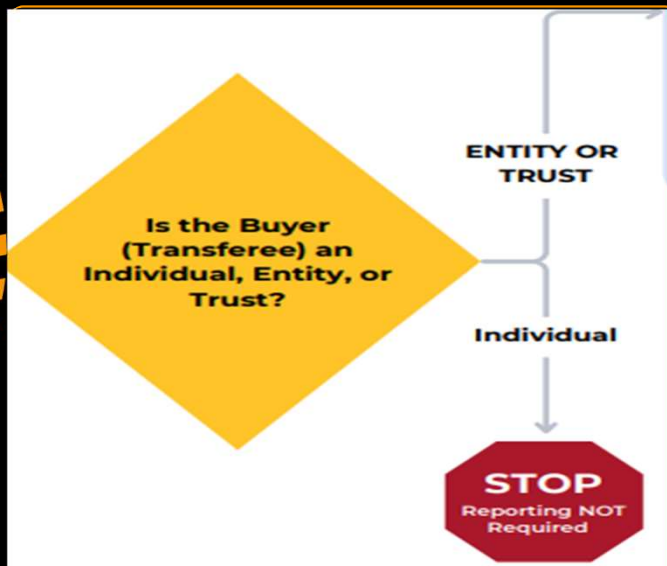 Is the Buyer
(Transferee) an
Individual, Entity, or
Trust?
ENTITY OR
TRUST
Individual
STOP
Reporting NOT
Required